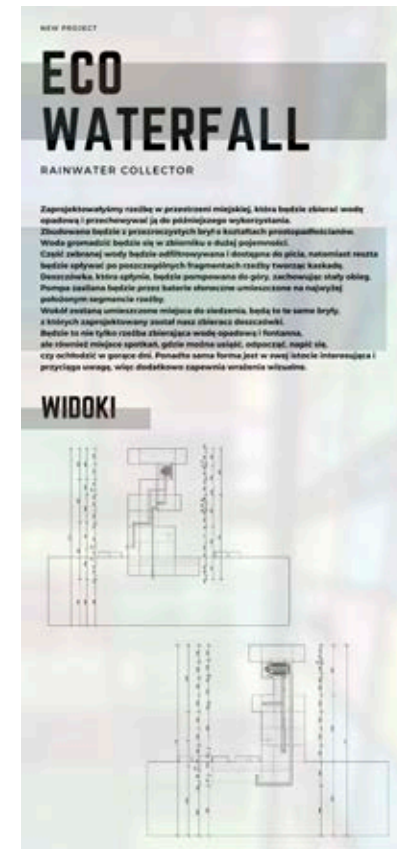 NEW PROJECT
ECO
WATERFALL
RAINWATER COLLECTOR
Zaprojektowałyśmy rzeźbę w przestrzeni miejskiej, która będzie zbierać wodę
opadową i przechowywać ją do późniejszego wykorzystania.
Zbudowana będzie z przezroczystych brył o kształtach prostopadłościanów.
Woda gromadzić będzie się w zbiorniku o dużej pojemności.
Część zebranej wody będzie odfiltrowywana i dostępna do picia, natomiast reszta
będzie spływać po poszczególnych fragmentach rzeźby tworząc kaskadę.
Deszczówka, która spłynie, będzie pompowana do góry, zachowując stały obieg.
Pompa zasilana będzie przez baterie słoneczne umieszczone na najwyżej
położonym segmencie rzeźby.
Wokół zostaną umieszczone miejsca do siedzenia, będą to te same bryły,
z których zaprojektowany został nasz zbieracz deszczówki.
Będzie to nie tylko rzeźba zbierająca wodę opadową i fontanna,
ale również miejsce spotkań, gdzie można usiąść, odpocząć, napić się,
czy ochłodzić w gorące dni. Ponadto sama forma jest w swej istocie interesująca i
przyciąga uwagę, więc dodatkowo zapewnia wrażenia wizualne.
WIDOKI